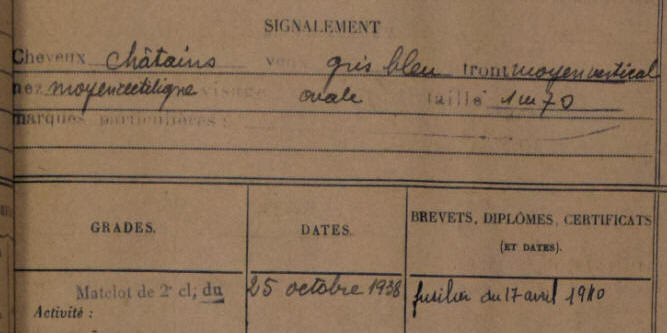 SIGNALEMENT
Cheveux châtains yeux gris bleu front moyen vertical
nez moyen rectiligne visage ovale taille 1m70
marques particulières :
GRADES. DATES. BREVETS, DIPLÔMES, CERTIFICATS
(ET DATES).
Matelot de 2e cl, du 25 octobre 1938 fusilier du 17 avril 1940
Activité :